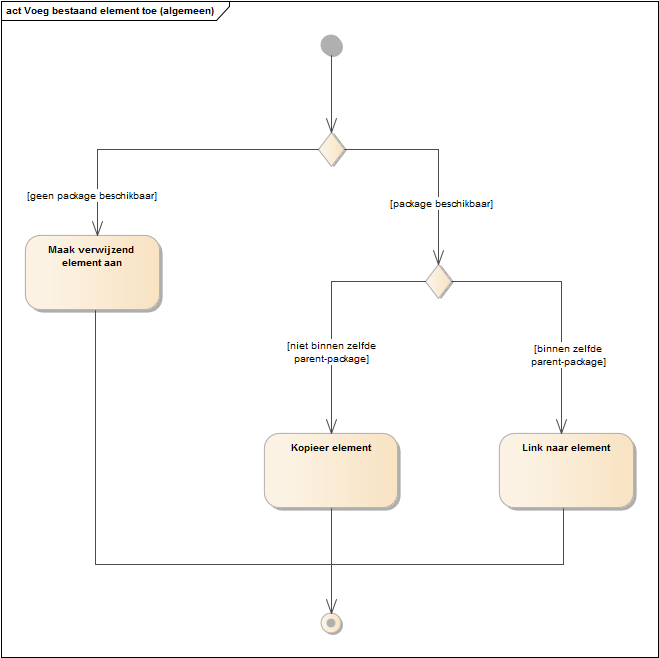 act Voeg bestaand element toe (algemeen)
[geen package beschikbaar]
[package beschikbaar]
Maak verwijzend
element aan
[niet binnen zelfde
parent-package]
[binnen zelfde
parent-package]
Kopieer element
Link naar element